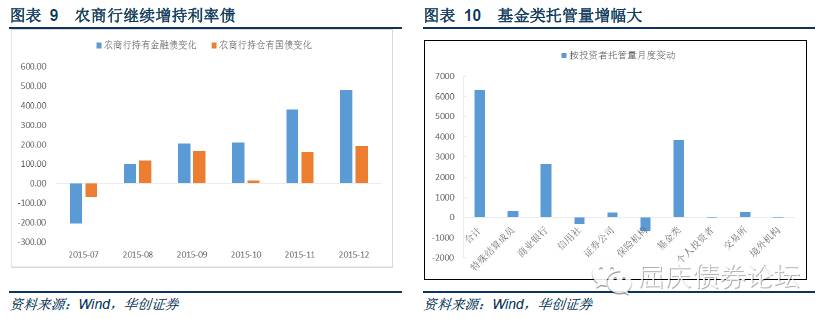 图表 9 农商行继续增持利率债
农商行持有金融债变化 农商行持仓有国债变化
600.00
500.00
400.00
300.00
200.00
100.00
0.00
-100.00
-200.00
-300.00
2015-07 2015-08 2015-09 2015-10 2015-11 2015-12
资料来源：Wind，华创证券
图表 10 基金类托管量增幅大
按投资者托管量月度变动
7000
6000
5000
4000
3000
2000
1000
0
-1000
-2000
合计 特殊结算成员 商业银行 信用社 证券公司 保险机构 基金类 个人投资者 交易所 境外机构
资料来源：Wind，华创证券
屈庆债券论坛